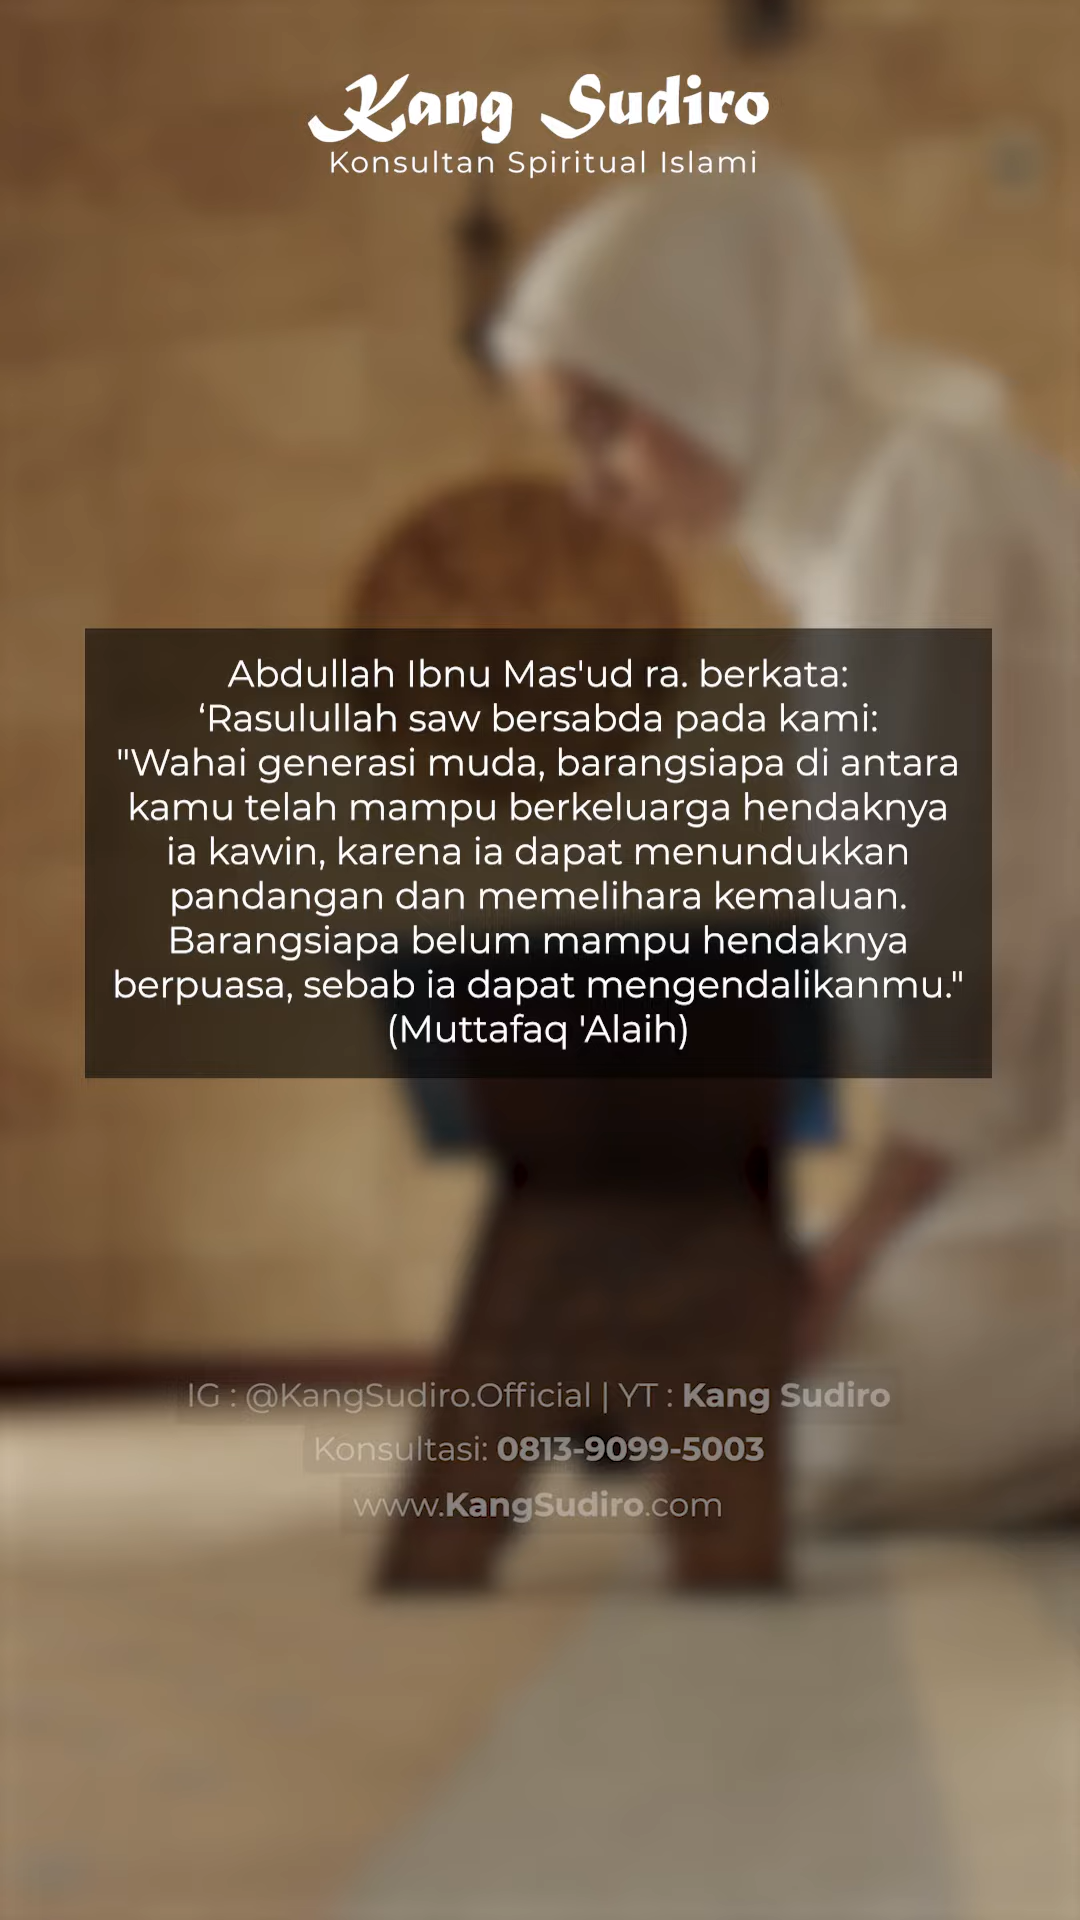 Kang Sudiro
Konsultan Spiritual Islami
Abdullah Ibnu Mas'ud ra. berkata:
‘Rasulullah saw bersabda pada kami:
"Wahai generasi muda, barangsiapa di antara
kamu telah mampu berkeluarga hendaknya
ia kawin, karena ia dapat menundukkan
pandangan dan memelihara kemaluan.
Barangsiapa belum mampu hendaknya
berpuasa, sebab ia dapat mengendalikanmu."
(Muttafaq 'Alaih)
IG : @KangSudiro.Official | YT : Kang Sudiro
Konsultasi: 0813-9099-5003
www.KangSudiro.com